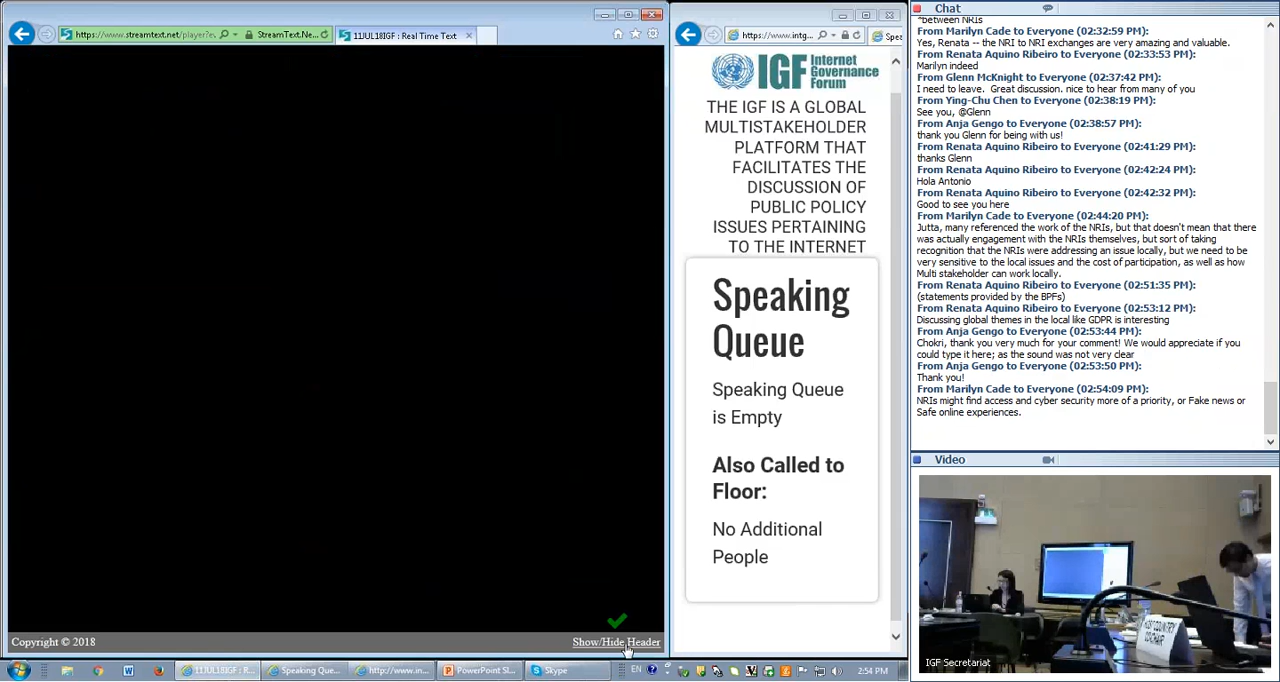 https://www.streamtext.net/player?e
StreamText.Ne...
11JUL18IGF : Real Time Text
Copyright © 2018
Show/Hide Header
https://www.intg
Spe
IGF Internet
Governance
Forum
THE IGF IS A GLOBAL
MULTISTAKEHOLDER
PLATFORM THAT
FACILITATES THE
DISCUSSION OF
PUBLIC POLICY
ISSUES PERTAINING
TO THE INTERNET
Speaking
Queue
Speaking Queue
is Empty
Also Called to
Floor:
No Additional
People
Chat
^between NRIs
From Marilyn Cade to Everyone (02:32:59 PM):
Yes, Renata -- the NRI to NRI exchanges are very amazing and valuable.
From Renata Aquino Ribeiro to Everyone (02:33:53 PM):
Marilyn indeed
From Glenn McKnight to Everyone (02:37:42 PM):
I need to leave. Great discussion. nice to hear from many of you
From Ying-Chu Chen to Everyone (02:38:19 PM):
See you, @Glenn
From Anja Gengo to Everyone (02:38:57 PM):
thank you Glenn for being with us!
From Renata Aquino Ribeiro to Everyone (02:41:29 PM):
thanks Glenn
From Renata Aquino Ribeiro to Everyone (02:42:24 PM):
Hola Antonio
From Renata Aquino Ribeiro to Everyone (02:42:32 PM):
Good to see you here
From Marilyn Cade to Everyone (02:44:20 PM):
Jutta, many referenced the work of the NRIs, but that doesn't mean that there
was actually engagement with the NRIs themselves, but sort of taking
recognition that the NRIs were addressing an issue locally, but we need to be
very sensitive to the local issues and the cost of participation, as well as how
Multi stakeholder can work locally.
From Renata Aquino Ribeiro to Everyone (02:51:35 PM):
(statements provided by the BPFs)
From Renata Aquino Ribeiro to Everyone (02:53:12 PM):
Discussing global themes in the local like GDPR is interesting
From Anja Gengo to Everyone (02:53:44 PM):
Chokri, thank you very much for your comment! We would appreciate if you
could type it here; as the sound was not very clear
From Anja Gengo to Everyone (02:53:50 PM):
Thank you!
From Marilyn Cade to Everyone (02:54:09 PM):
NRIs might find access and cyber security more of a priority, or Fake news or
Safe online experiences.
Video
HOST COUNTRY
CO-CHAIR
IGF Secretariat
11JUL18IGF : R...
Speaking Que...
http://www.in...
PowerPoint Sl...
Skype
EN
2:54 PM